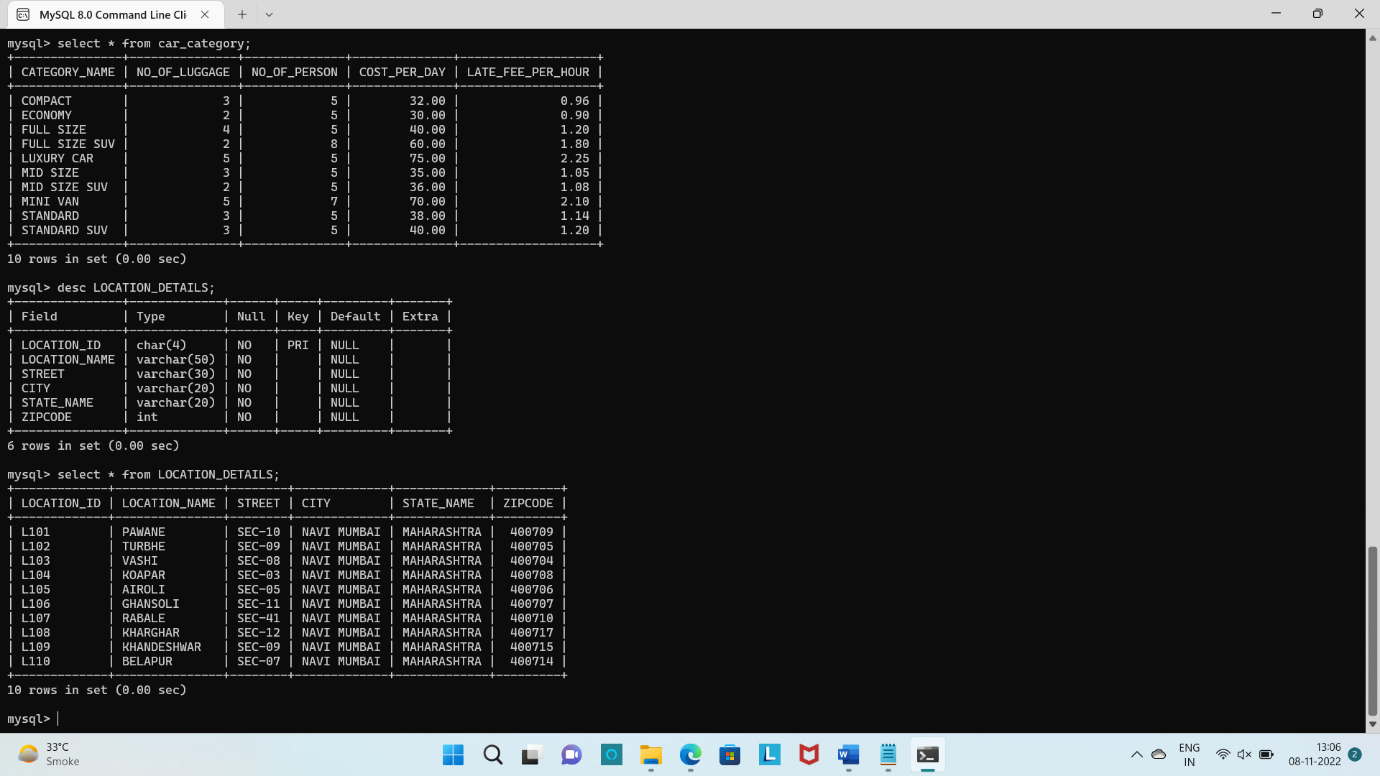 MySQL 8.0 Command Line Cli
mysql> select * from car_category;
| CATEGORY_NAME | NO_OF_LUGGAGE | NO_OF_PERSON | COST_PER_DAY | LATE_FEE_PER_HOUR |
| COMPACT | 3 | 5 | 32.00 | 0.96 |
| ECONOMY | 2 | 5 | 30.00 | 0.90 |
| FULL SIZE | 4 | 5 | 40.00 | 1.20 |
| FULL SIZE SUV | 2 | 8 | 60.00 | 1.80 |
| LUXURY CAR | 5 | 5 | 75.00 | 2.25 |
| MID SIZE | 3 | 5 | 35.00 | 1.05 |
| MID SIZE SUV | 2 | 5 | 36.00 | 1.08 |
| MINI VAN | 5 | 7 | 70.00 | 2.10 |
| STANDARD | 3 | 5 | 38.00 | 1.14 |
| STANDARD SUV | 3 | 5 | 40.00 | 1.20 |
10 rows in set (0.00 sec)
mysql> desc LOCATION_DETAILS;
| Field | Type | Null | Key | Default | Extra |
| LOCATION_ID | char(4) | NO | PRI | NULL | |
| LOCATION_NAME | varchar(50) | NO | | NULL | |
| STREET | varchar(30) | NO | | NULL | |
| CITY | varchar(20) | NO | | NULL | |
| STATE_NAME | varchar(20) | NO | | NULL | |
| ZIPCODE | int | NO | | NULL | |
6 rows in set (0.00 sec)
mysql> select * from LOCATION_DETAILS;
| LOCATION_ID | LOCATION_NAME | STREET | CITY | STATE_NAME | ZIPCODE |
| L101 | PAWANE | SEC-10 | NAVI MUMBAI | MAHARASHTRA | 400709 |
| L102 | TURBHE | SEC-09 | NAVI MUMBAI | MAHARASHTRA | 400705 |
| L103 | VASHI | SEC-08 | NAVI MUMBAI | MAHARASHTRA | 400704 |
| L104 | KOAPAR | SEC-03 | NAVI MUMBAI | MAHARASHTRA | 400708 |
| L105 | AIROLI | SEC-05 | NAVI MUMBAI | MAHARASHTRA | 400706 |
| L106 | GHANSOLI | SEC-11 | NAVI MUMBAI | MAHARASHTRA | 400707 |
| L107 | RABALE | SEC-41 | NAVI MUMBAI | MAHARASHTRA | 400710 |
| L108 | KHARGHAR | SEC-12 | NAVI MUMBAI | MAHARASHTRA | 400717 |
| L109 | KHANDESHWAR | SEC-09 | NAVI MUMBAI | MAHARASHTRA | 400715 |
| L110 | BELAPUR | SEC-07 | NAVI MUMBAI | MAHARASHTRA | 400714 |
10 rows in set (0.00 sec)
mysql>
33°C
Smoke
ENG
IN
13:06
08-11-2022
2